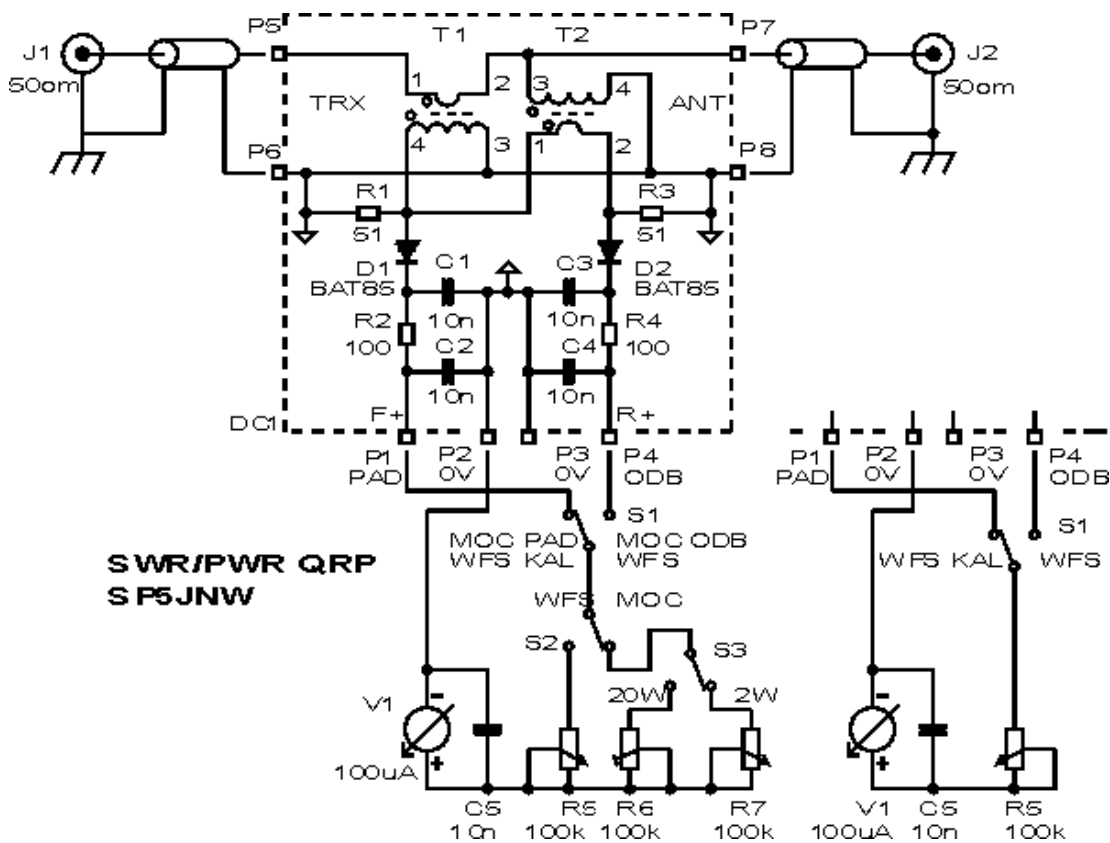 P5
T1
T2
P7
J1
50om
1
2
3
4
J2
50om
TRX
ANT
4
3
1
2
P6
P8
R1
51
R3
51
D1
BAT85
C1
10n
C3
10n
D2
BAT85
R2
100
C2
10n
C4
10n
R4
100
DC1
F+
R+
P1
PAD
P2
0V
P3
0V
P4
ODB
P1
PAD
P2
0V
P3
0V
P4
ODB
S1
MOC PAD
WFS KAL
MOC ODB
WFS
S1
WFS KAL
WFS
SWR/PWR QRP
SP5JNW
WFS
MOC
S2
S3
20W
2W
V1
-
+
100uA
C5
10n
R5
100k
R6
100k
R7
100k
-
+
V1
100uA
C5
10n
R5
100k